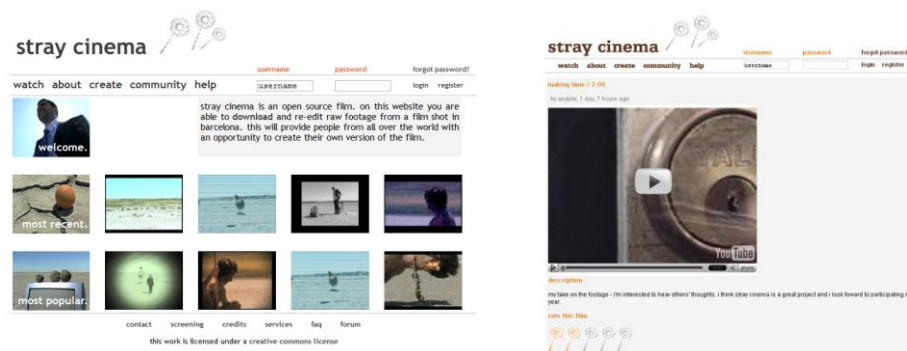 stray cinema
username password forgot password?
watch about create community help username login register
stray cinema is an open source film. on this website you are
able to download and re-edit raw footage from a film shot in
barcelona. this will provide people from all over the world with
an opportunity to create their own version of the film.
welcome.
most recent.
most popular.
contact screening credits services faq forum
this work is licensed under a creative commons license
stray cinema
username password forgot password
watch about create community help username login register
making time / 2:00
by andrein, 1 day, 7 hours ago
YALE
YouTube
share
description
my take on the footage - i'm interested to hear others' thoughts. i think stray cinema is a great project and i look foward to participating
year.
rate this film